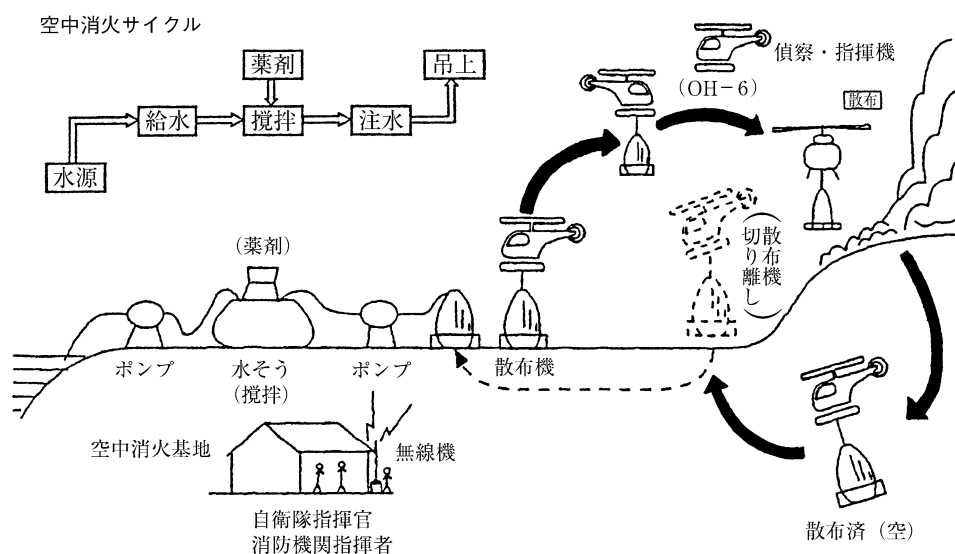 空中消火サイクル
薬剤
吊上
給水
撹拌
注水
水源
偵察・指揮機
(OH−6)
散布
(薬剤)
(散布機
切り離し)
ポンプ
水そう
(撹拌)
ポンプ
散布機
空中消火基地
無線機
自衛隊指揮官
消防機関指揮者
散布済(空)